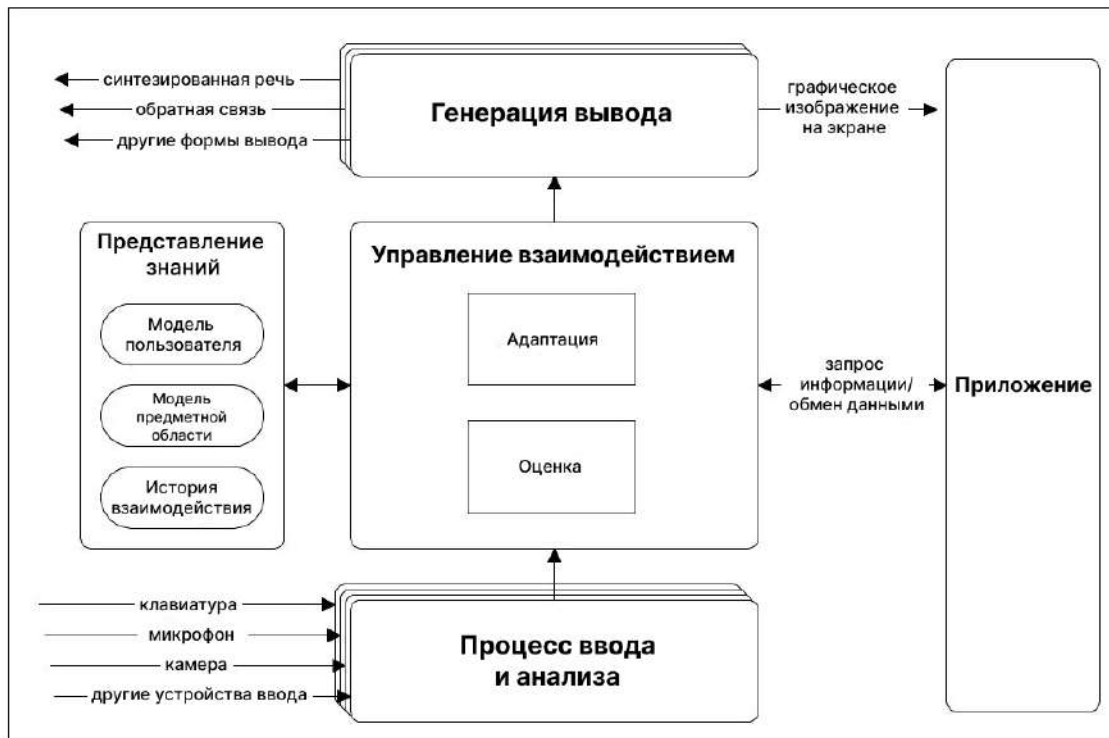 синтезированная речь
обратная связь
другие формы вывода
Генерация вывода
графическое
изображение
на экране
Представление
знаний
Модель
пользователя
Модель
предметной
области
История
взаимодействия
Управление взаимодействием
Адаптация
Оценка
запрос
информации/
обмен данными
Приложение
клавиатура
микрофон
камера
другие устройства ввода
Процесс ввода
и анализа